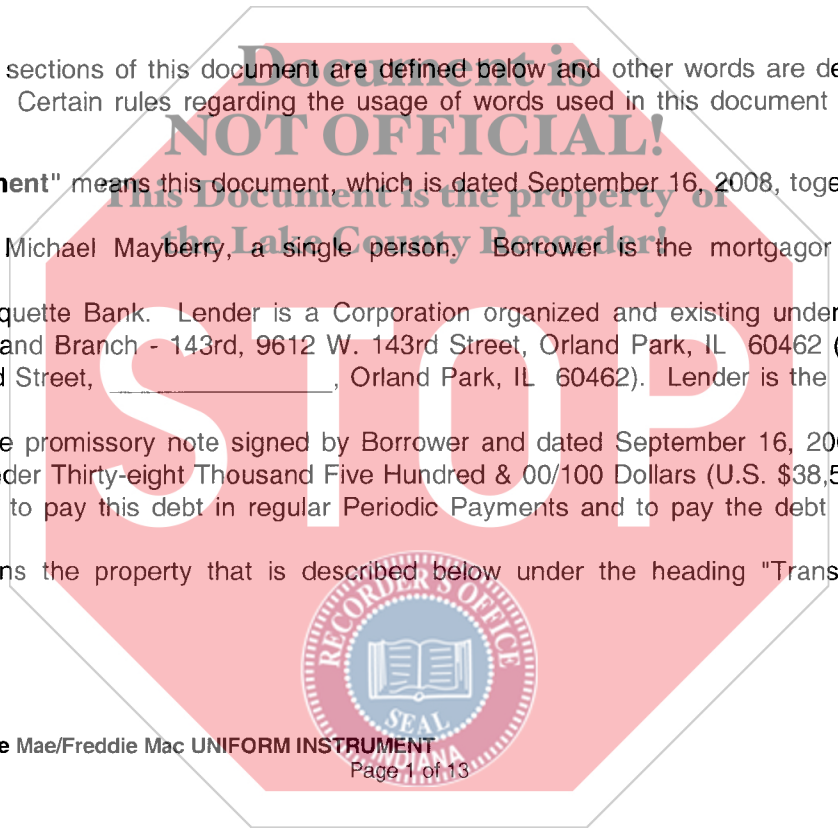 Document is
sections of this document are defined below and other words are de
Certain rules regarding the usage of words used in this document
NOT OFFICIAL!
ment" means this document, which is dated September 16, 2008, toge
This Document is the property of
the Lake County Recorder!
Michael Mayberry, a single person. Borrower is the mortgagor
quette Bank. Lender is a Corporation organized and existing under
and Branch - 143rd, 9612 W. 143rd Street, Orland Park, IL 60462 (
d Street, ________________, Orland Park, IL 60462). Lender is the
STOP
e promissory note signed by Borrower and dated September 16, 20
der Thirty-eight Thousand Five Hundred & 00/100 Dollars (U.S. $38,5
to pay this debt in regular Periodic Payments and to pay the debt
ns the property that is described below under the heading "Trans
RECORDER'S OFFICE
SEAL
INDIANA
e Mae/Freddie Mac UNIFORM INSTRUMENT
Page 1 of 13